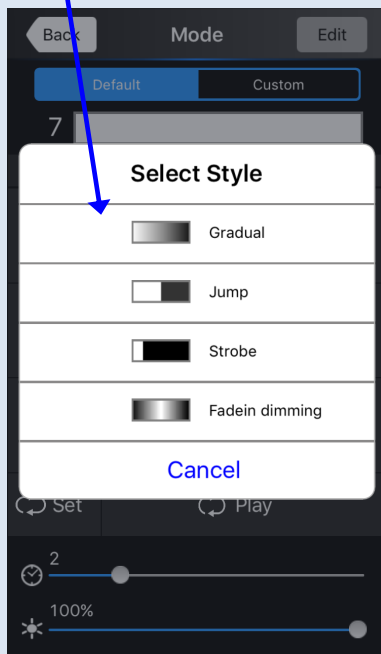 Back Mode Edit
Default Custom
7
Select Style
Gradual
Jump
Strobe
Fadein dimming
Cancel
Set Play
2
100%